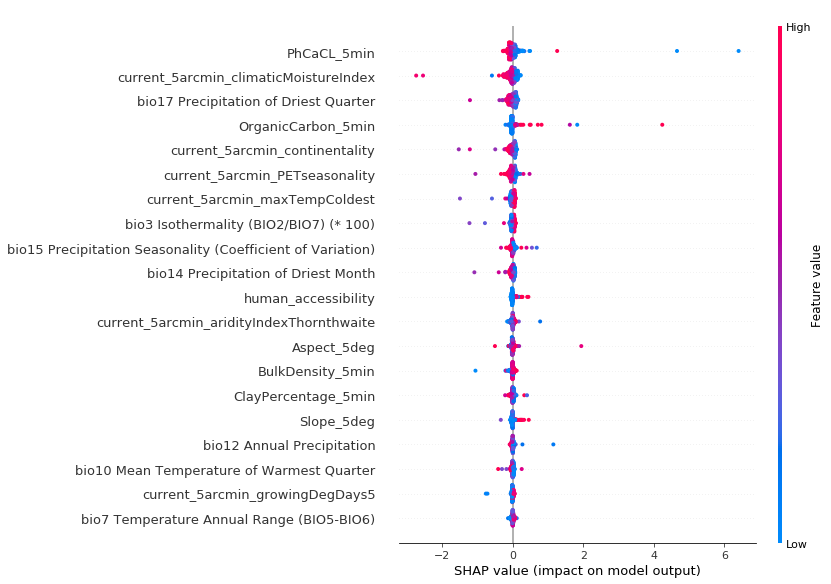 High
PhCaCL_5min
current_5arcmin_climaticMoistureIndex
bio17 Precipitation of Driest Quarter
OrganicCarbon_5min
current_5arcmin_continentality
current_5arcmin_PETseasonality
current_5arcmin_maxTempColdest
bio3 Isothermality (BIO2/BIO7) (* 100)
bio15 Precipitation Seasonality (Coefficient of Variation)
bio14 Precipitation of Driest Month
human_accessibility
current_5arcmin_aridityIndexThornthwaite
Aspect_5deg
BulkDensity_5min
ClayPercentage_5min
Slope_5deg
bio12 Annual Precipitation
bio10 Mean Temperature of Warmest Quarter
current_5arcmin_growingDegDays5
bio7 Temperature Annual Range (BIO5-BIO6)
Feature value
Low
−2 0 2 4 6
SHAP value (impact on model output)